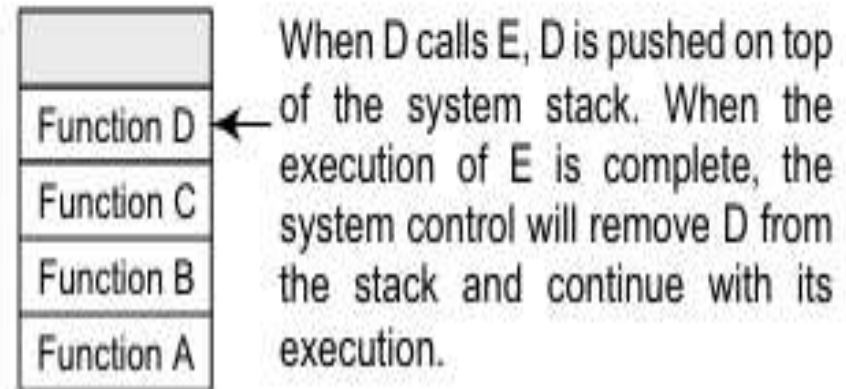 Function D
Function C
Function B
Function A
When D calls E, D is pushed on top
of the system stack. When the
execution of E is complete, the
system control will remove D from
the stack and continue with its
execution.